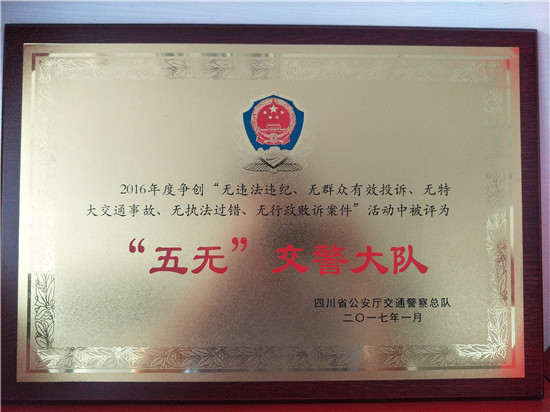 2016年度争创“无违法违纪、无群众有效投诉、无特
大交通事故、无执法过错、无行政败诉案件”活动中被评为
“五无”交警大队
四川省公安厅交通警察总队
二〇一七年一月